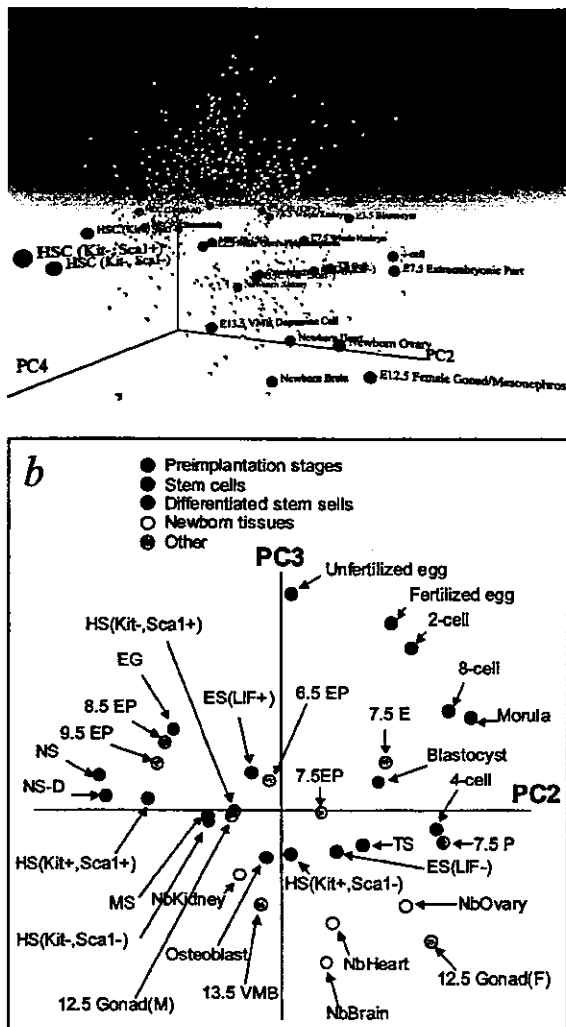 HSC (Kit-, Sca1+)
HSC (Kit-, Sca1-)
E3.5 Blastocyst
E7.5 Extraembryonic Part
Newborn Kidney
E13.5 VMB Dopamine Cell
Newborn Heart
Newborn Ovary
PC2
PC4
Newborn Brain
E12.5 Female Gonad/Mesonephros
b
Preimplantation stages
Stem cells
Differentiated stem sells
Newborn tissues
Other
PC3
Unfertilized egg
Fertilized egg
2-cell
HS(Kit-,Sca1+)
EG
8-cell
ES(LIF+)
6.5 EP
8.5 EP
7.5 E
Morula
9.5 EP
NS
Blastocyst
7.5EP
4-cell
NS-D
PC2
TS
7.5 P
HS(Kit+,Sca1+)
ES(LIF-)
MS
NbKidney
HS(Kit+,Sca1-)
NbOvary
HS(Kit-,Sca1-)
Osteoblast
NbHeart
12.5 Gonad(M)
13.5 VMB
12.5 Gonad(F)
NbBrain